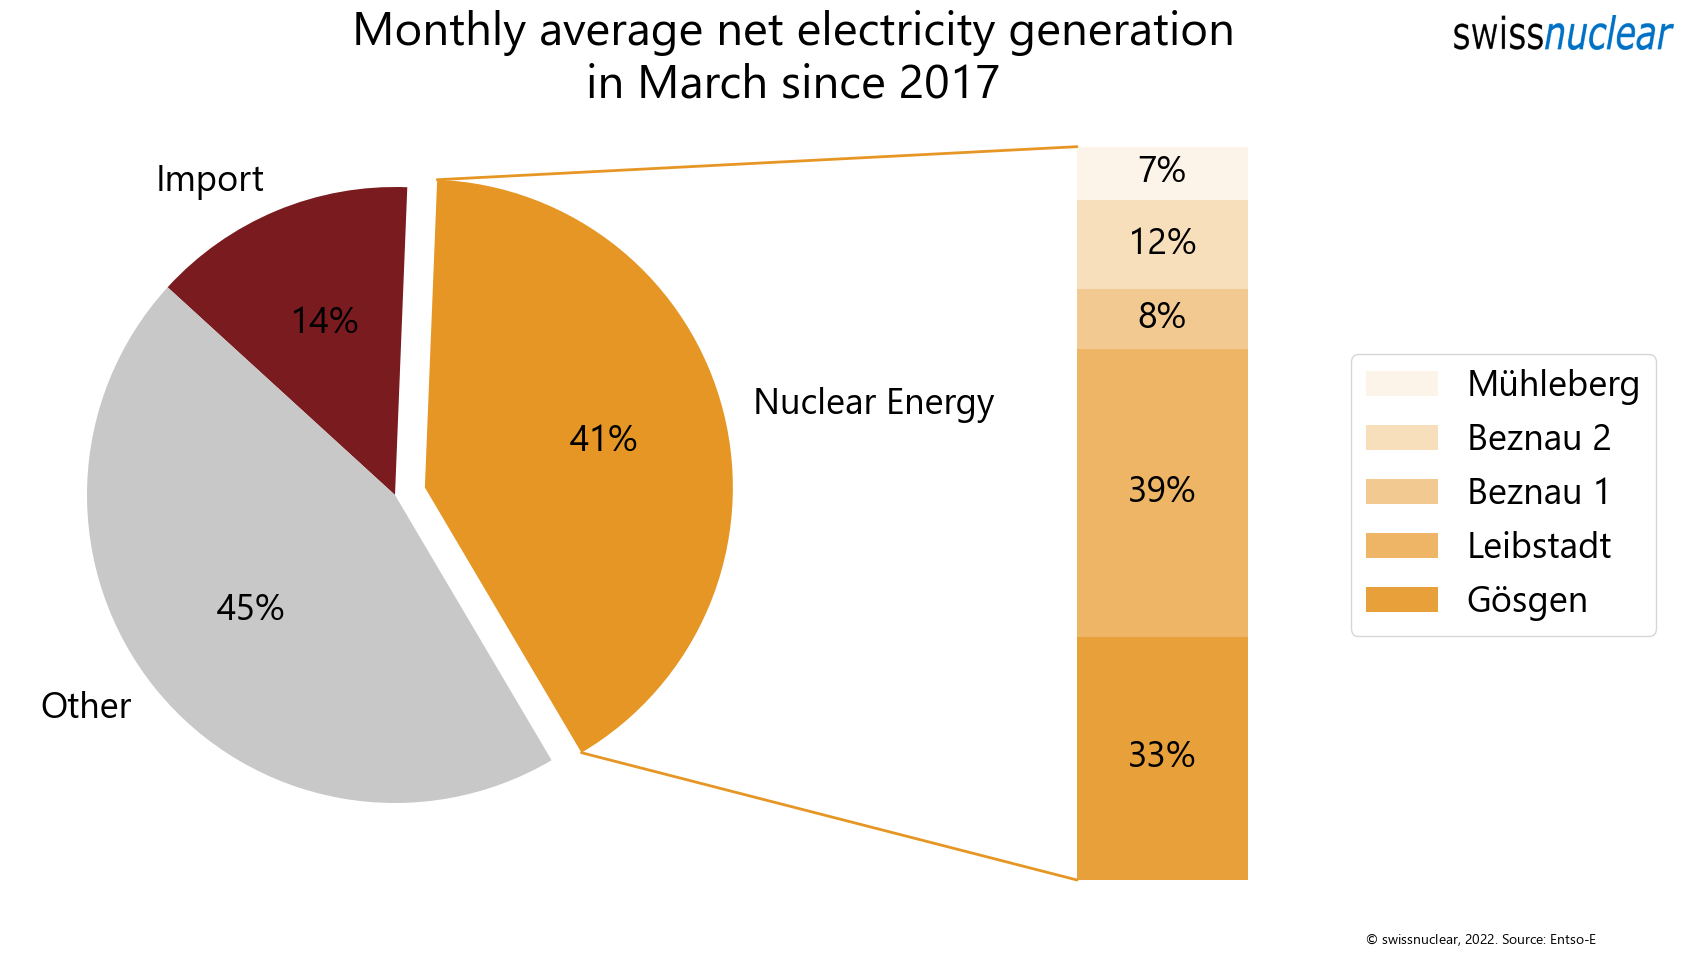 Monthly average net electricity generation
in March since 2017
swissnuclear
Import
14%
41%
Nuclear Energy
45%
Other
7%
12%
8%
39%
33%
Mühleberg
Beznau 2
Beznau 1
Leibstadt
Gösgen
© swissnuclear, 2022. Source: Entso-E